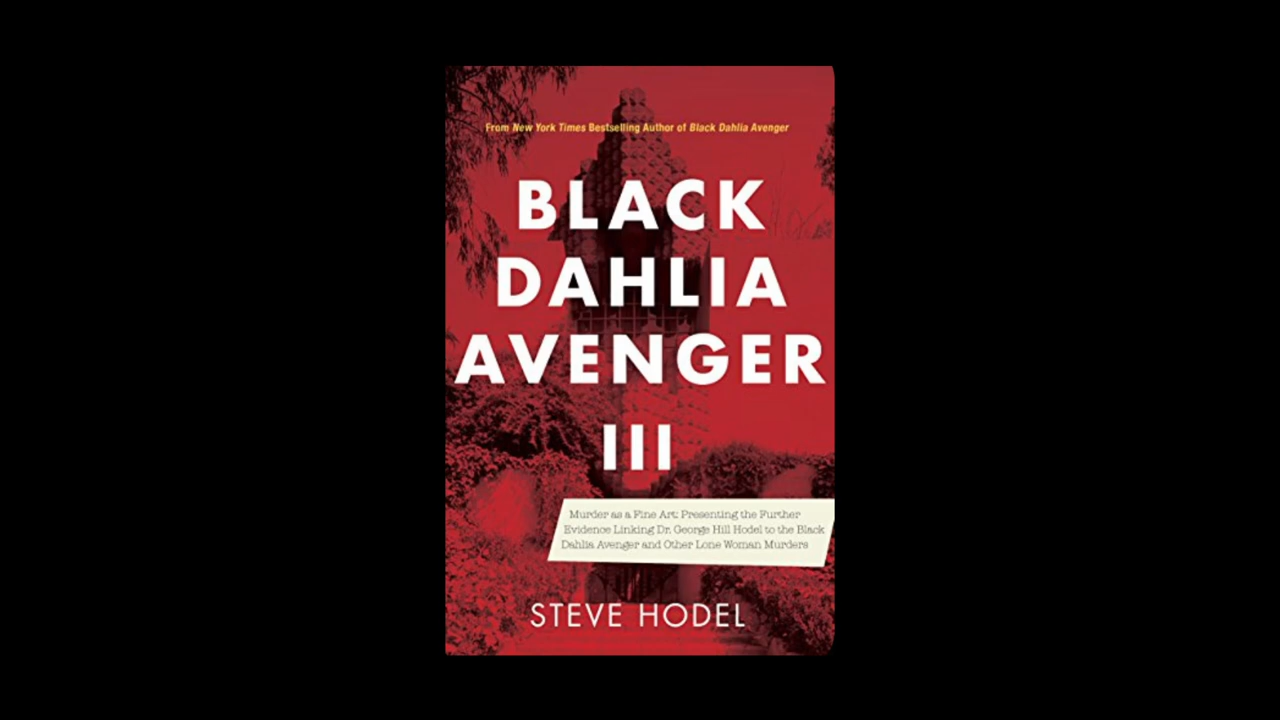 From New York Times Bestselling Author of Black Dahlia Avenger
BLACK
DAHLIA
AVENGER
III
Murder as a Fine Art: Presenting the Further
Evidence Linking Dr. George Hill Hodel to the Black
Dahlia Avenger and Other Lone Woman Murders
STEVE HODEL